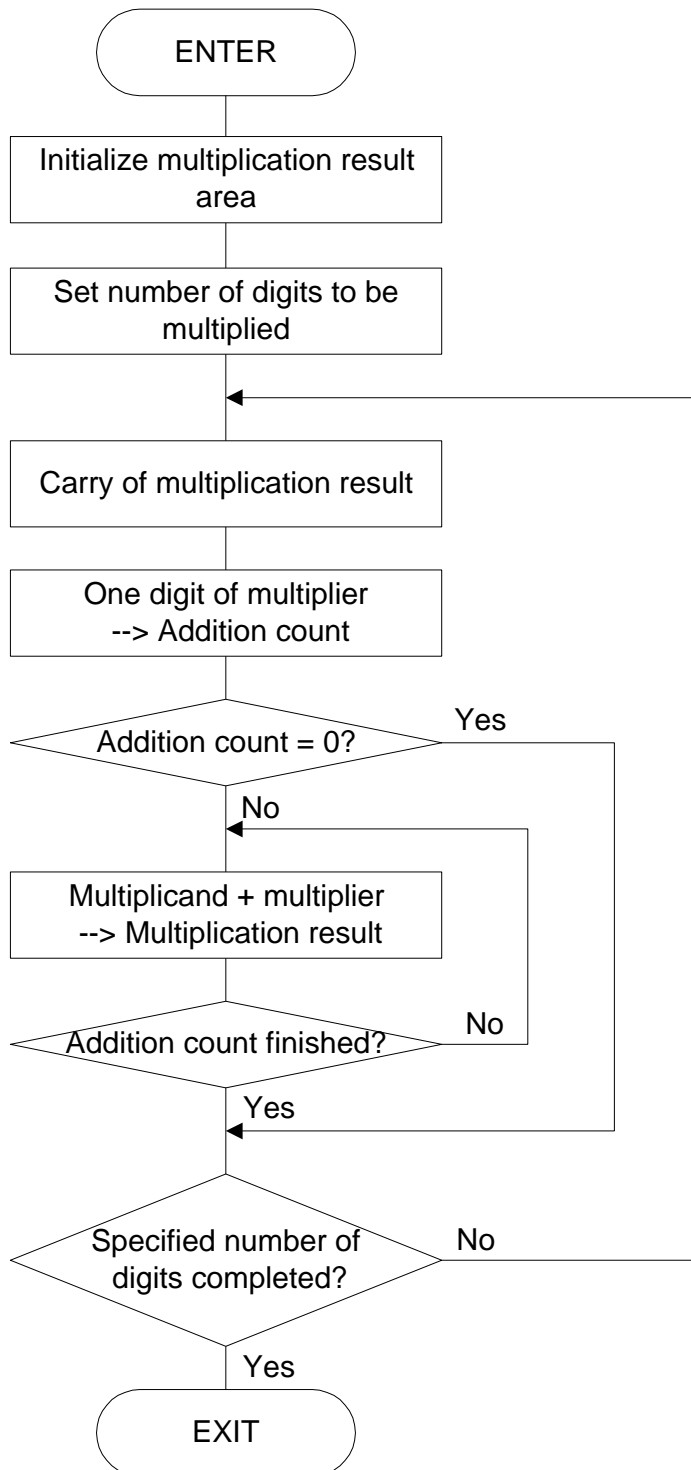 ENTER
Initialize multiplication result
area
Set number of digits to be
multiplied
Carry of multiplication result
One digit of multiplier
--> Addition count
Addition count = 0?
Yes
No
Multiplicand + multiplier
--> Multiplication result
Addition count finished?
No
Yes
Specified number of
digits completed?
No
Yes
EXIT